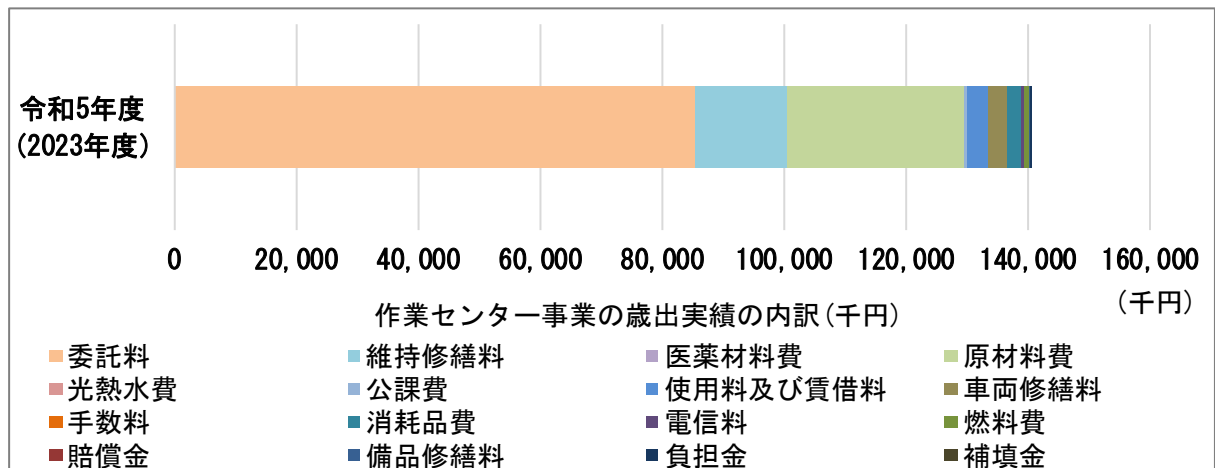 令和5年度
(2023年度)
0 20,000 40,000 60,000 80,000 100,000 120,000 140,000 160,000
(千円)
作業センター事業の歳出実績の内訳(千円)
委託料 維持修繕料 医薬材料費 原材料費
光熱水費 公課費 使用料及び賃借料 車両修繕料
手数料 消耗品費 電信料 燃料費
賠償金 備品修繕料 負担金 補填金